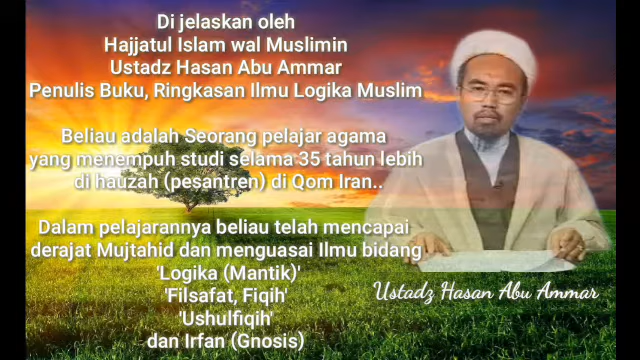 Di jelaskan oleh
Hajjatul Islam wal Muslimin
Ustadz Hasan Abu Ammar
Penulis Buku, Ringkasan Ilmu Logika Muslim
Beliau adalah Seorang pelajar agama
yang menempuh studi selama 35 tahun lebih
di hauzah (pesantren) di Qom Iran..
Dalam pelajarannya beliau telah mencapai
derajat Mujtahid dan menguasai Ilmu bidang
'Logika (Mantik)'
'Filsafat, Fiqih'
'Ushulfiqih'
dan Irfan (Gnosis)
Ustadz Hasan Abu Ammar